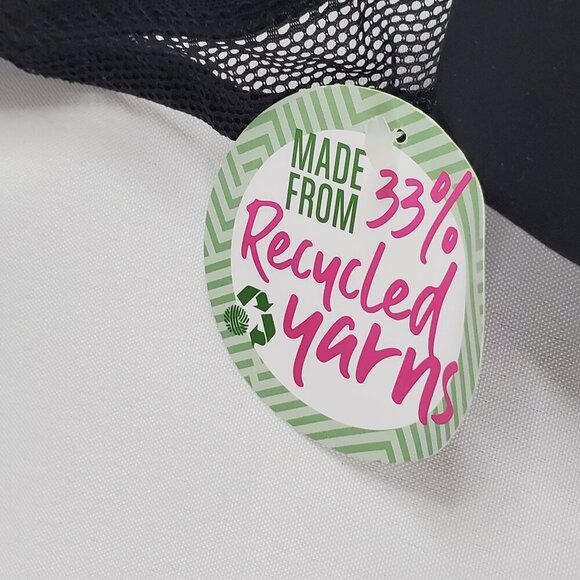 MADE
FROM 33%
Recycled
yarns